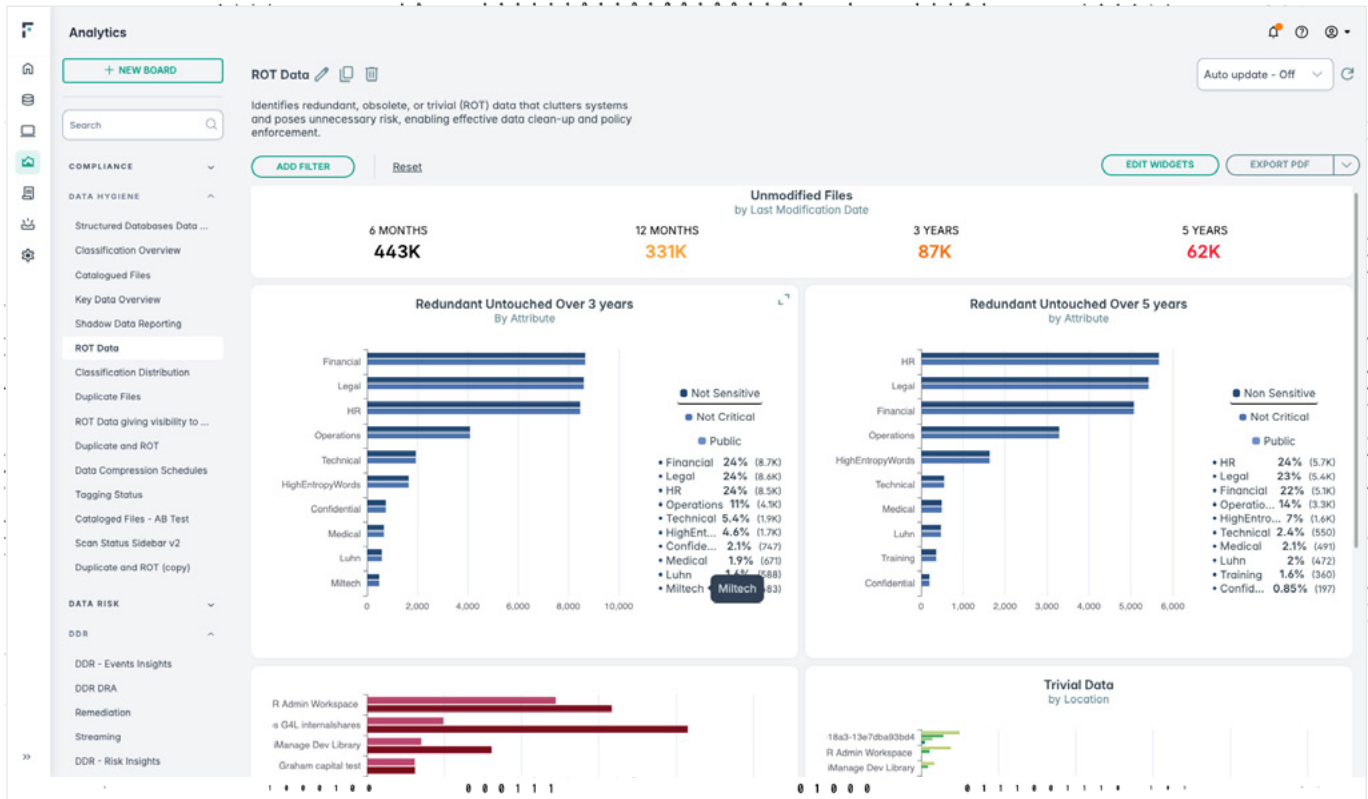 Analytics
+ NEW BOARD
Search
COMPLIANCE
DATA HYGIENE
Structured Databases Data ...
Classification Overview
Catalogued Files
Key Data Overview
Shadow Data Reporting
ROT Data
Classification Distribution
Duplicate Files
ROT Data giving visibility to ...
Duplicate and ROT
Data Compression Schedules
Tagging Status
Cataloged Files - AB Test
Scan Status Sidebar v2
Duplicate and ROT (copy)
DATA RISK
DDR
DDR - Events Insights
DDR DRA
Remediation
Streaming
DDR - Risk Insights
ROT Data
Auto update - Off
Identifies redundant, obsolete, or trivial (ROT) data that clutters systems
and poses unnecessary risk, enabling effective data clean-up and policy
enforcement.
ADD FILTER
Reset
EDIT WIDGETS
EXPORT PDF
Unmodified Files
by Last Modification Date
6 MONTHS 12 MONTHS 3 YEARS 5 YEARS
443K 331K 87K 62K
Redundant Untouched Over 3 years
By Attribute
Financial
Legal
HR
Operations
Technical
HighEntropyWords
Confidential
Medical
Luhn
Miltech
0 2,000 4,000 6,000 8,000 10,000
Not Sensitive
Not Critical
Public
• Financial 24% (8.7K)
• Legal 24% (8.6K)
• HR 24% (8.5K)
• Operations 11% (4.1K)
• Technical 5.4% (1.9K)
• HighEnt... 4.6% (1.7K)
• Confide... 2.1% (747)
• Medical 1.9% (671)
• Luhn 1.6% (588)
• Miltech Miltech 83)
Redundant Untouched Over 5 years
by Attribute
HR
Legal
Financial
Operations
HighEntropyWords
Technical
Medical
Luhn
Training
Confidential
0 1,000 2,000 3,000 4,000 5,000 6,000
Non Sensitive
Not Critical
Public
• HR 24% (5.7K)
• Legal 23% (5.4K)
• Financial 22% (5.1K)
• Operatio... 14% (3.3K)
• HighEntro... 7% (1.6K)
• Technical 2.4% (550)
• Medical 2.1% (491)
• Luhn 2% (472)
• Training 1.6% (360)
• Confid... 0.85% (197)
R Admin Workspace
s G4L internalshares
iManage Dev Library
Graham capital test
Trivial Data
by Location
18a3-13e7dba93bd4
R Admin Workspace
iManage Dev Library